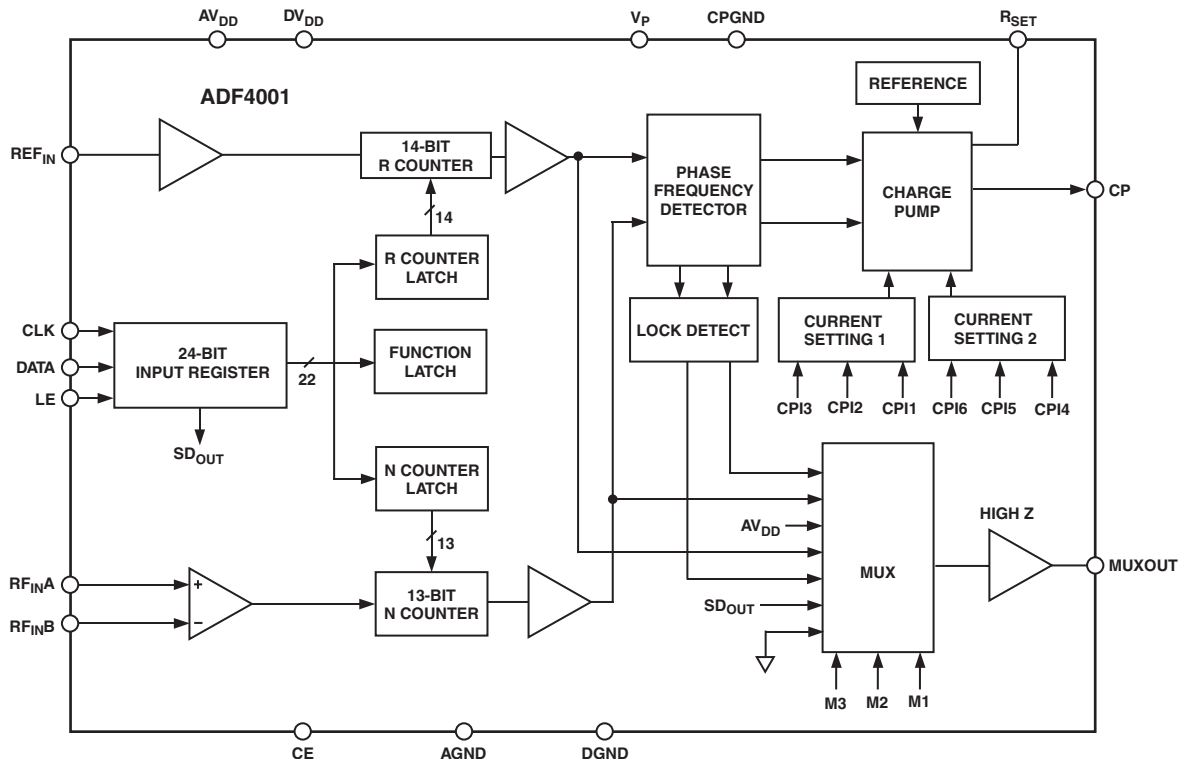 AVDD
DVDD
VP
CPGND
RSET
ADF4001
REFERENCE
REFIN
14-BIT
R COUNTER
PHASE
FREQUENCY
DETECTOR
CHARGE
PUMP
CP
14
R COUNTER
LATCH
CLK
DATA
LE
24-BIT
INPUT REGISTER
22
FUNCTION
LATCH
LOCK DETECT
CURRENT
SETTING 1
CURRENT
SETTING 2
CPI3
CPI2
CPI1
CPI6
CPI5
CPI4
SDOUT
N COUNTER
LATCH
13
AVDD
HIGH Z
MUX
MUXOUT
SDOUT
RFINA
+
RFINB
−
13-BIT
N COUNTER
M3
M2
M1
CE
AGND
DGND